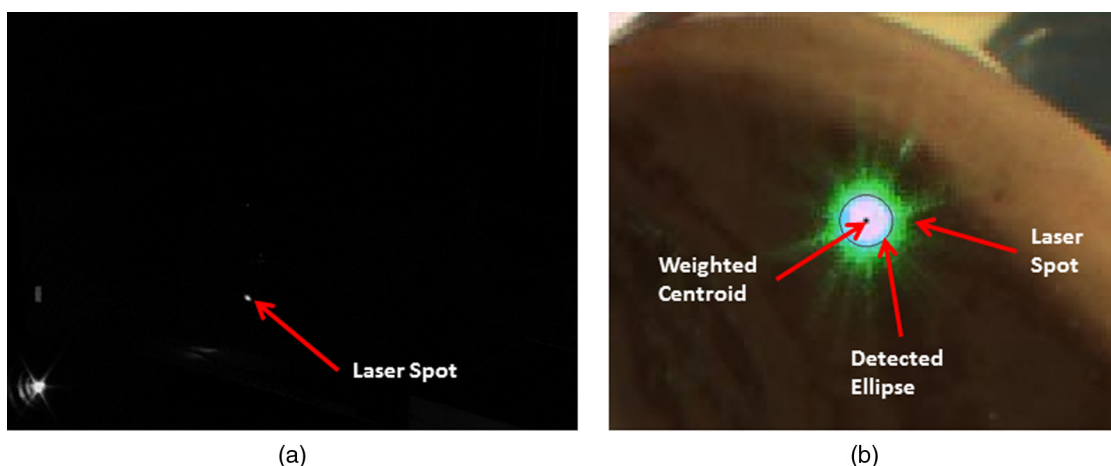 Laser Spot
(a)
Weighted
Centroid
Laser
Spot
Detected
Ellipse
(b)